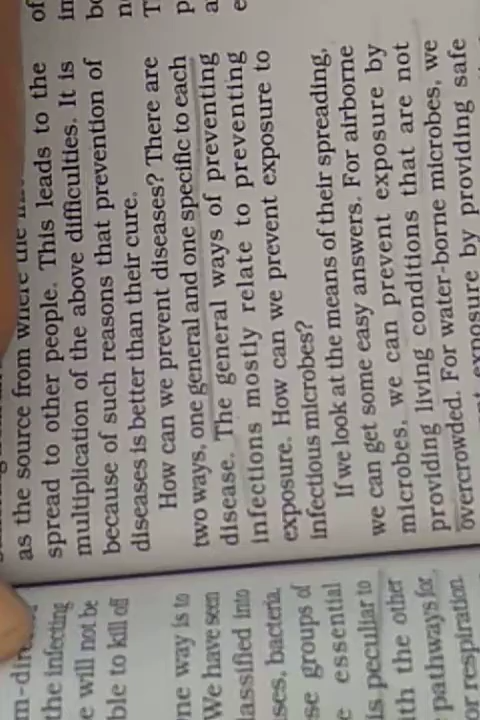 as the source from where the
spread to other people. This leads to the
multiplication of the above difficulties. It is
because of such reasons that prevention of
diseases is better than their cure.
How can we prevent diseases? There are
two ways, one general and one specific to each
disease. The general ways of preventing
infections mostly relate to preventing
exposure. How can we prevent exposure to
infectious microbes?
If we look at the means of their spreading,
we can get some easy answers. For airborne
microbes, we can prevent exposure by
providing living conditions that are not
overcrowded. For water-borne microbes, we
exposure by providing safe
the infecting
e will not be
ble to kill off
ne way is to
We have seen
lassified into
ses, bacteria,
se groups of
e essential
is peculiar to
th the other
pathways for
or respiration
of